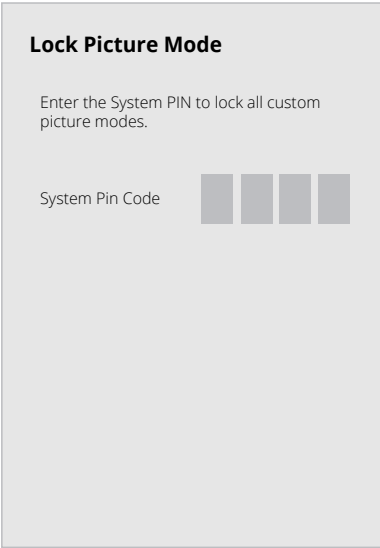 Lock Picture Mode
Enter the System PIN to lock all custom
picture modes.
System Pin Code